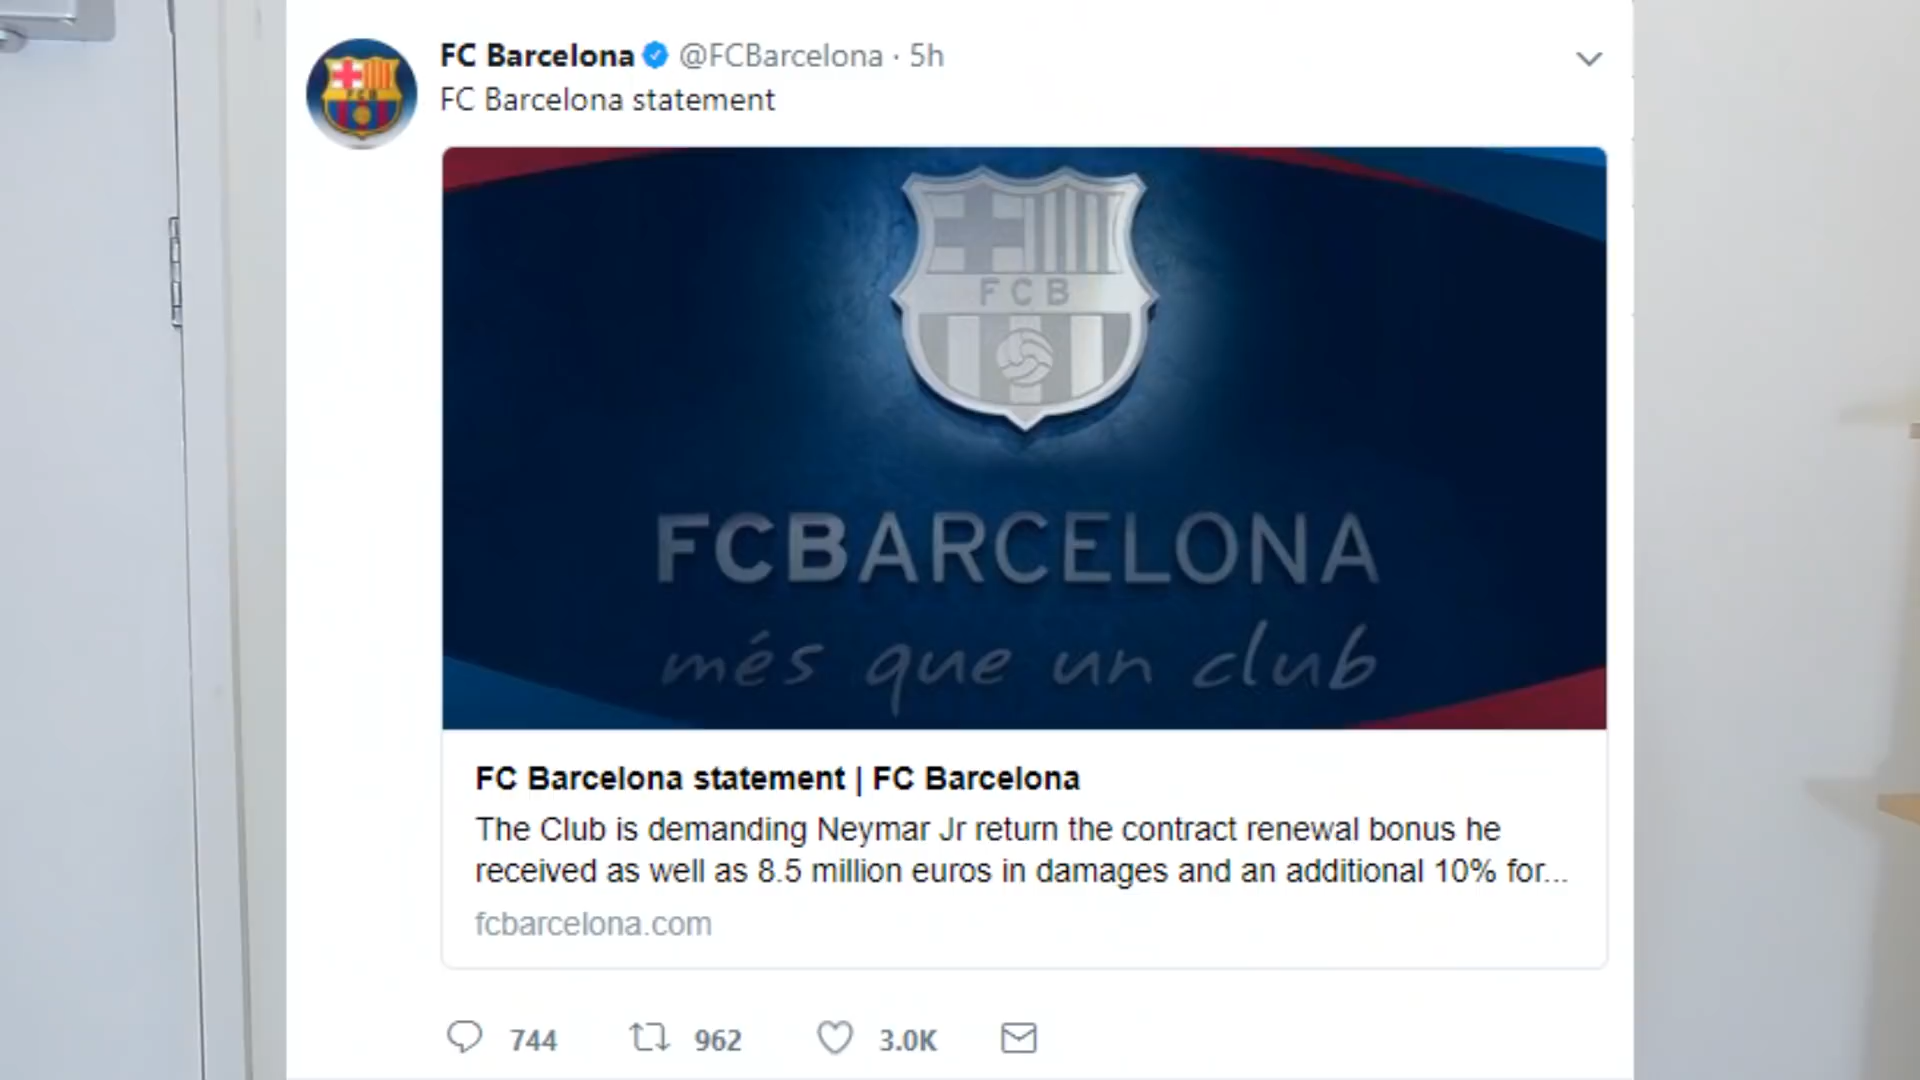 FC Barcelona @FCBarcelona · 5h
FC Barcelona statement
FCB
FCB
FCBARCELONA
més que un club
FC Barcelona statement | FC Barcelona
The Club is demanding Neymar Jr return the contract renewal bonus he
received as well as 8.5 million euros in damages and an additional 10% for...
fcbarcelona.com
744 962 3.0K